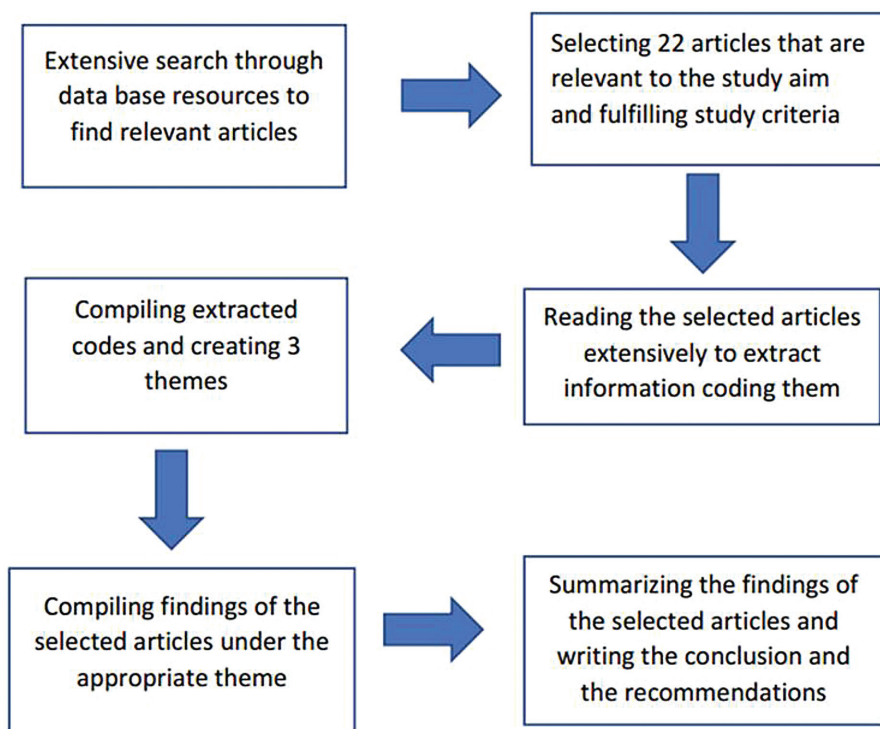 Extensive search through
data base resources to
find relevant articles
Selecting 22 articles that are
relevant to the study aim
and fulfilling study criteria
Reading the selected articles
extensively to extract
information coding them
Compiling extracted
codes and creating 3
themes
Compiling findings of the
selected articles under the
appropriate theme
Summarizing the findings of
the selected articles and
writing the conclusion and
the recommendations